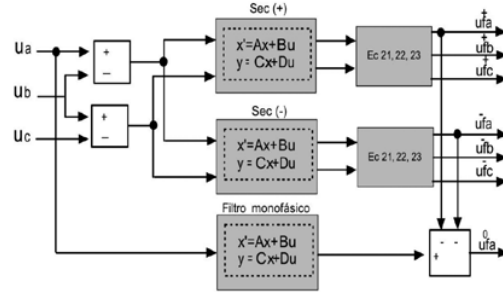 Sec (+)
ua
+
−
x'=Ax+Bu
y = Cx+Du
Ec 21, 22, 23
+
ufa
+
ufb
+
ufc
ub
uc
+
−
Sec (-)
x'=Ax+Bu
y = Cx+Du
Ec 21, 22, 23
-
ufa
-
ufb
-
ufc
Filtro monofásico
x'=Ax+Bu
y = Cx+Du
- -
+
0
ufa